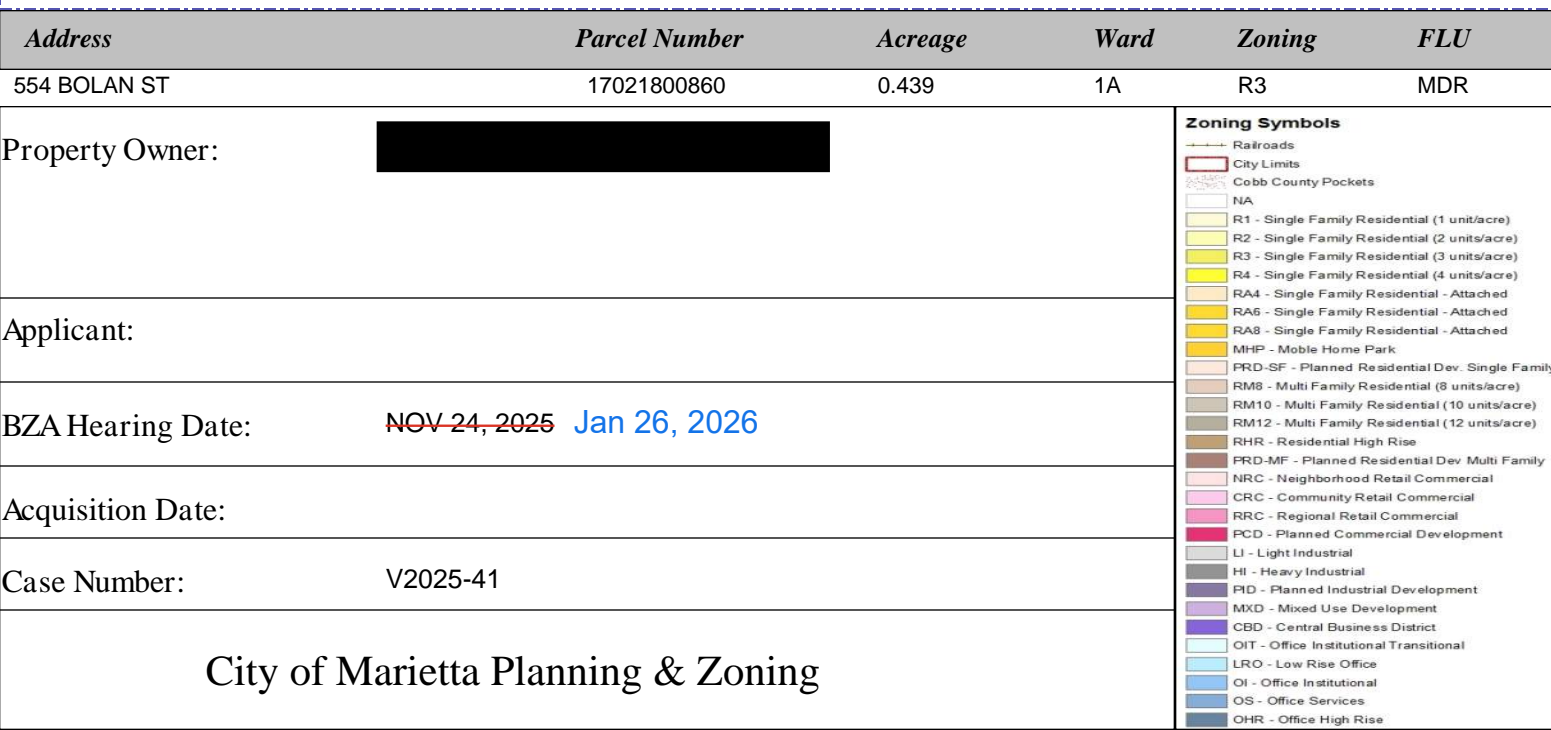 Address Parcel Number Acreage Ward Zoning FLU
554 BOLAN ST 17021800860 0.439 1A R3 MDR
Property Owner:
Applicant:
BZA Hearing Date: NOV 24, 2025 Jan 26, 2026
Acquisition Date:
Case Number: V2025-41
City of Marietta Planning & Zoning
Zoning Symbols
Railroads
City Limits
Cobb County Pockets
NA
R1 - Single Family Residential (1 unit/acre)
R2 - Single Family Residential (2 units/acre)
R3 - Single Family Residential (3 units/acre)
R4 - Single Family Residential (4 units/acre)
RA4 - Single Family Residential - Attached
RA6 - Single Family Residential - Attached
RA8 - Single Family Residential - Attached
MHP - Moble Home Park
PRD-SF - Planned Residential Dev. Single Family
RM8 - Multi Family Residential (8 units/acre)
RM10 - Multi Family Residential (10 units/acre)
RM12 - Multi Family Residential (12 units/acre)
RHR - Residential High Rise
PRD-MF - Planned Residential Dev Multi Family
NRC - Neighborhood Retail Commercial
CRC - Community Retail Commercial
RRC - Regional Retail Commercial
PCD - Planned Commercial Development
LI - Light Industrial
HI - Heavy Industrial
PID - Planned Industrial Development
MXD - Mixed Use Development
CBD - Central Business District
OIT - Office Institutional Transitional
LRO - Low Rise Office
OI - Office Institutional
OS - Office Services
OHR - Office High Rise